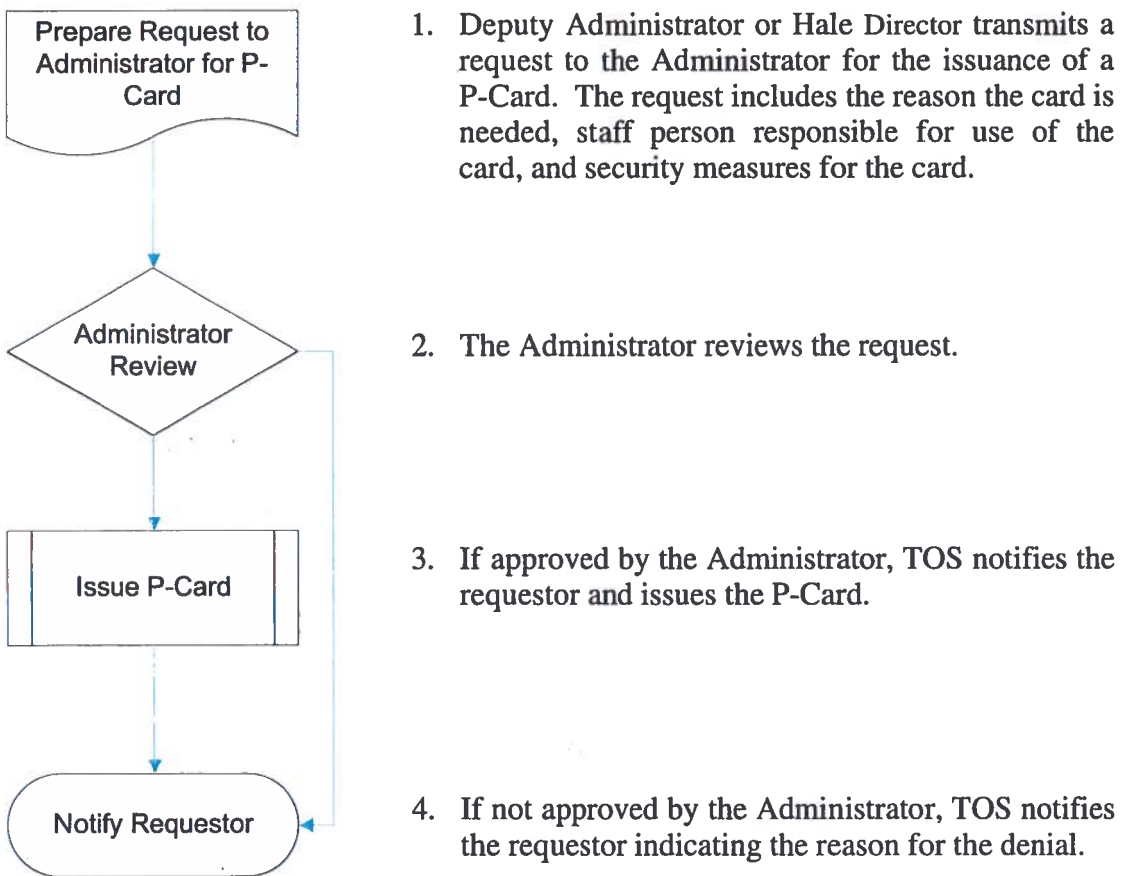 Prepare Request to
Administrator for P-
Card
1. Deputy Administrator or Hale Director transmits a
request to the Administrator for the issuance of a
P-Card. The request includes the reason the card is
needed, staff person responsible for use of the
card, and security measures for the card.
Administrator
Review
2. The Administrator reviews the request.
Issue P-Card
3. If approved by the Administrator, TOS notifies the
requestor and issues the P-Card.
Notify Requestor
4. If not approved by the Administrator, TOS notifies
the requestor indicating the reason for the denial.